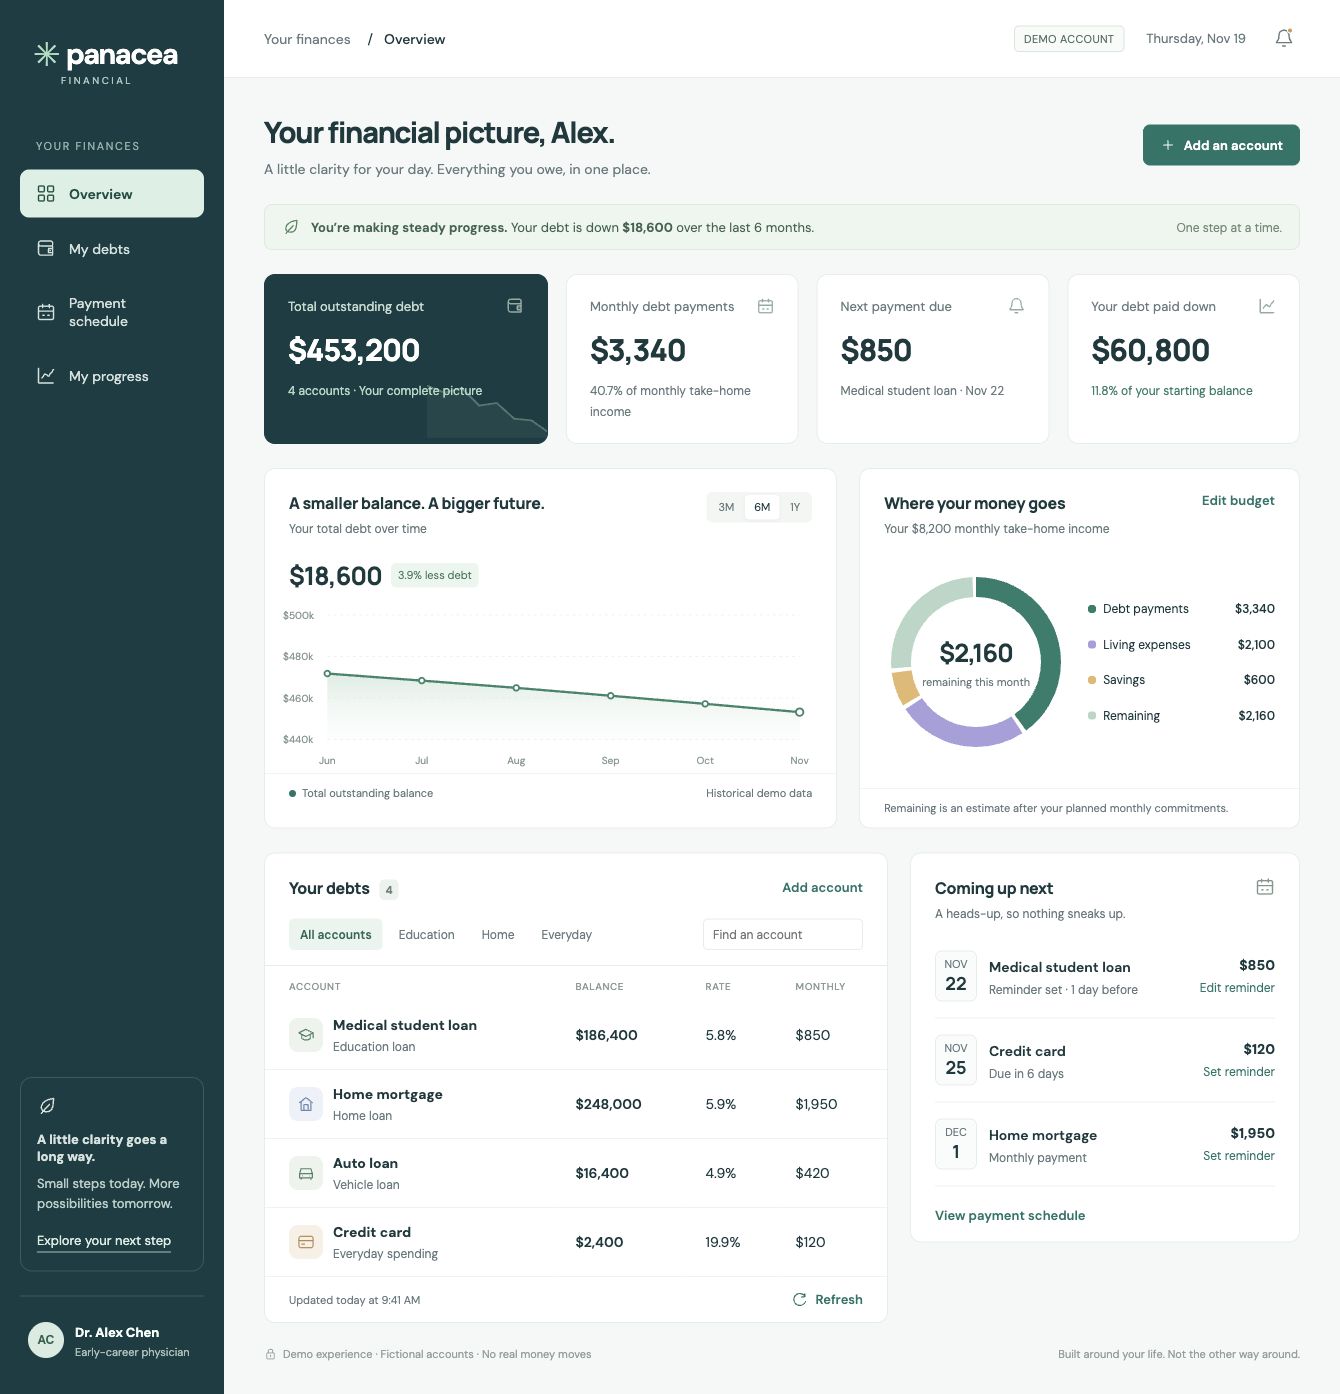 panacea
FINANCIAL
YOUR FINANCES
Overview
My debts
Payment
schedule
My progress
A little clarity goes a
long way.
Small steps today. More
possibilities tomorrow.
Explore your next step
AC
Dr. Alex Chen
Early-career physician
Your finances / Overview
DEMO ACCOUNT
Thursday, Nov 19
Your financial picture, Alex.
A little clarity for your day. Everything you owe, in one place.
+ Add an account
You're making steady progress. Your debt is down $18,600 over the last 6 months.
One step at a time.
Total outstanding debt
$453,200
4 accounts · Your complete picture
Monthly debt payments
$3,340
40.7% of monthly take-home
income
Next payment due
$850
Medical student loan · Nov 22
Your debt paid down
$60,800
11.8% of your starting balance
A smaller balance. A bigger future.
Your total debt over time
3M 6M 1Y
$18,600 3.9% less debt
$500k
$480k
$460k
$440k
Jun Jul Aug Sep Oct Nov
Total outstanding balance
Historical demo data
Where your money goes
Edit budget
Your $8,200 monthly take-home income
$2,160
remaining this month
Debt payments $3,340
Living expenses $2,100
Savings $600
Remaining $2,160
Remaining is an estimate after your planned monthly commitments.
Your debts 4
Add account
All accounts Education Home Everyday
Find an account
ACCOUNT BALANCE RATE MONTHLY
Medical student loan
Education loan
$186,400 5.8% $850
Home mortgage
Home loan
$248,000 5.9% $1,950
Auto loan
Vehicle loan
$16,400 4.9% $420
Credit card
Everyday spending
$2,400 19.9% $120
Updated today at 9:41 AM
Refresh
Coming up next
A heads-up, so nothing sneaks up.
NOV
22
Medical student loan
Reminder set · 1 day before
$850
Edit reminder
NOV
25
Credit card
Due in 6 days
$120
Set reminder
DEC
1
Home mortgage
Monthly payment
$1,950
Set reminder
View payment schedule
Demo experience · Fictional accounts · No real money moves
Built around your life. Not the other way around.